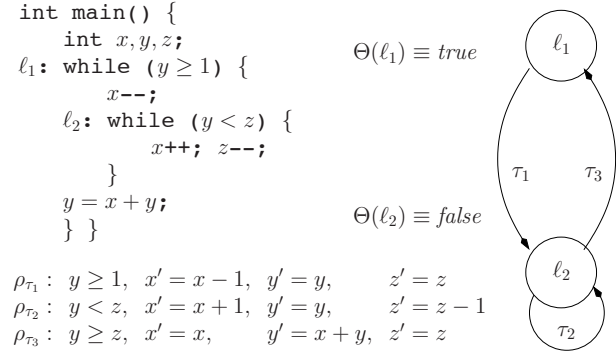 int main() {
int x,y,z;
ℓ1: while (y ≥ 1) {
x--;
ℓ2: while (y < z) {
x++; z--;
}
y = x + y;
} }
Θ(ℓ1) ≡ true
Θ(ℓ2) ≡ false
ℓ1
τ1
τ3
ℓ2
τ2
ρτ1 : y ≥ 1, x′ = x − 1, y′ = y, z′ = z
ρτ2 : y < z, x′ = x + 1, y′ = y, z′ = z − 1
ρτ3 : y ≥ z, x′ = x, y′ = x + y, z′ = z